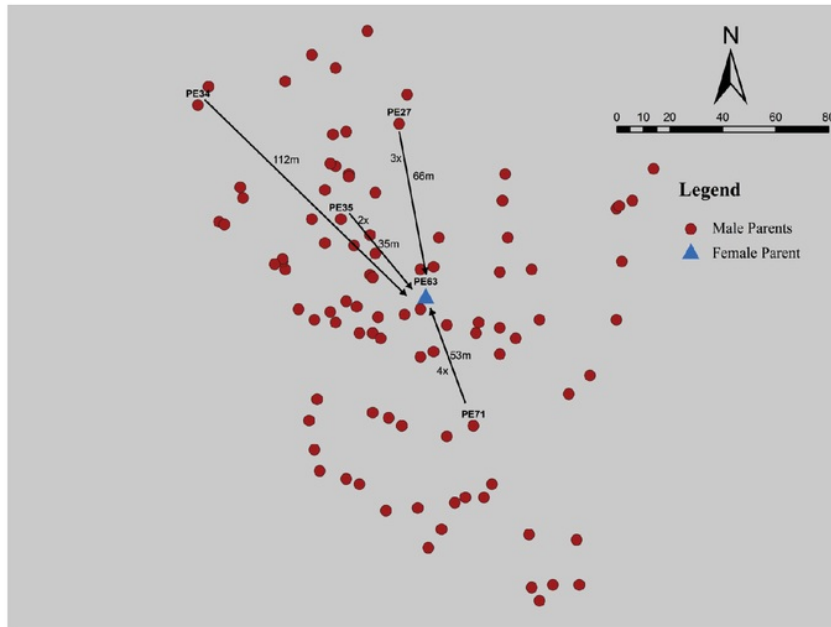 N
0 20 40 60 80
PE34
PE27
3x
66m
112m
PE35
2x
35m
PE63
53m
4x
PE71
Legend
Male Parents
Female Parent